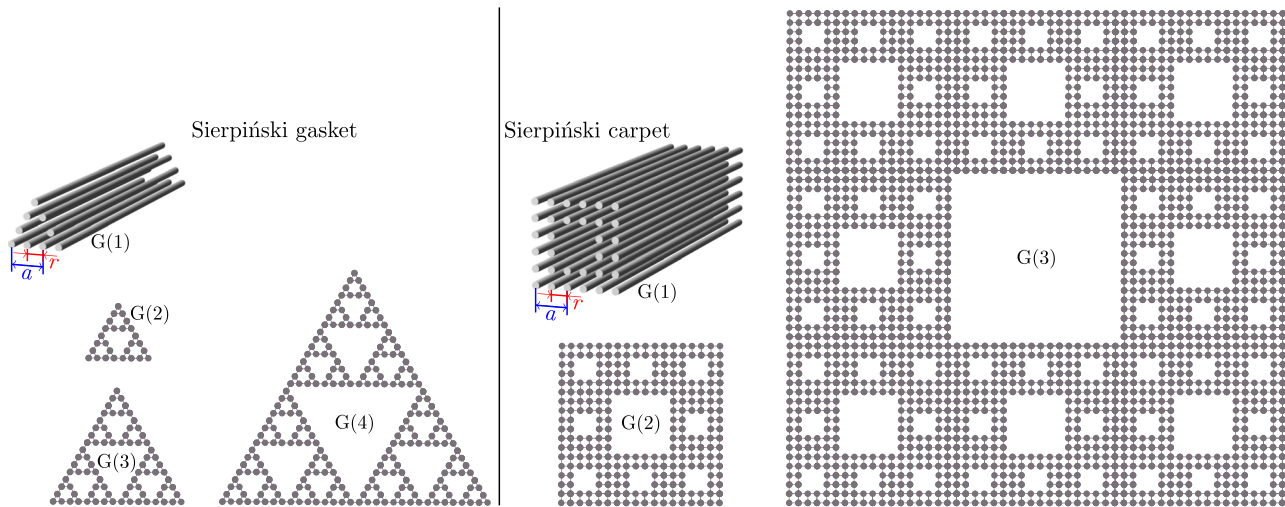 Sierpiński gasket
G(1)
r
a
G(2)
G(3)
G(4)
Sierpiński carpet
G(1)
r
a
G(2)
G(3)